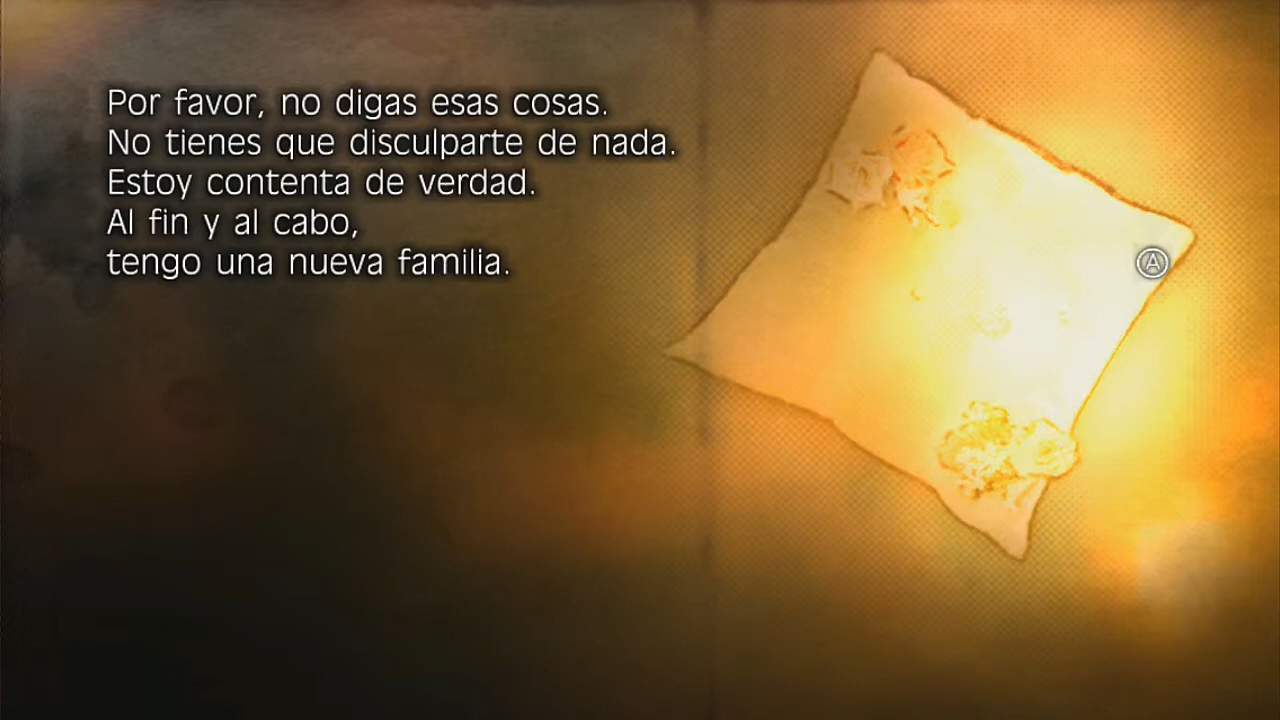 Por favor, no digas esas cosas.
No tienes que disculparte de nada.
Estoy contenta de verdad.
Al fin y al cabo,
tengo una nueva familia.
A